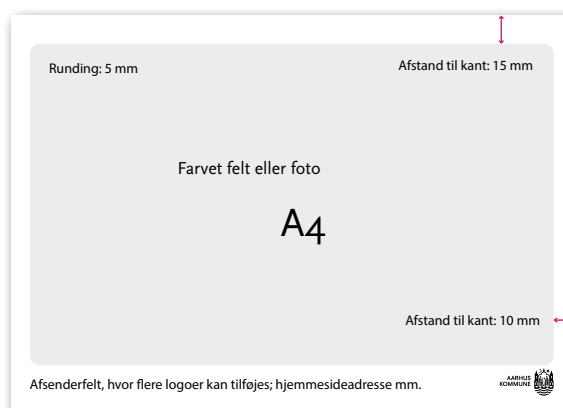 Runding: 5 mm
Afstand til kant: 15 mm
Farvet felt eller foto
A4
Afstand til kant: 10 mm
Afsenderfelt, hvor flere logoer kan tilføjes; hjemmesideadresse mm.
AARHUS
KOMMUNE